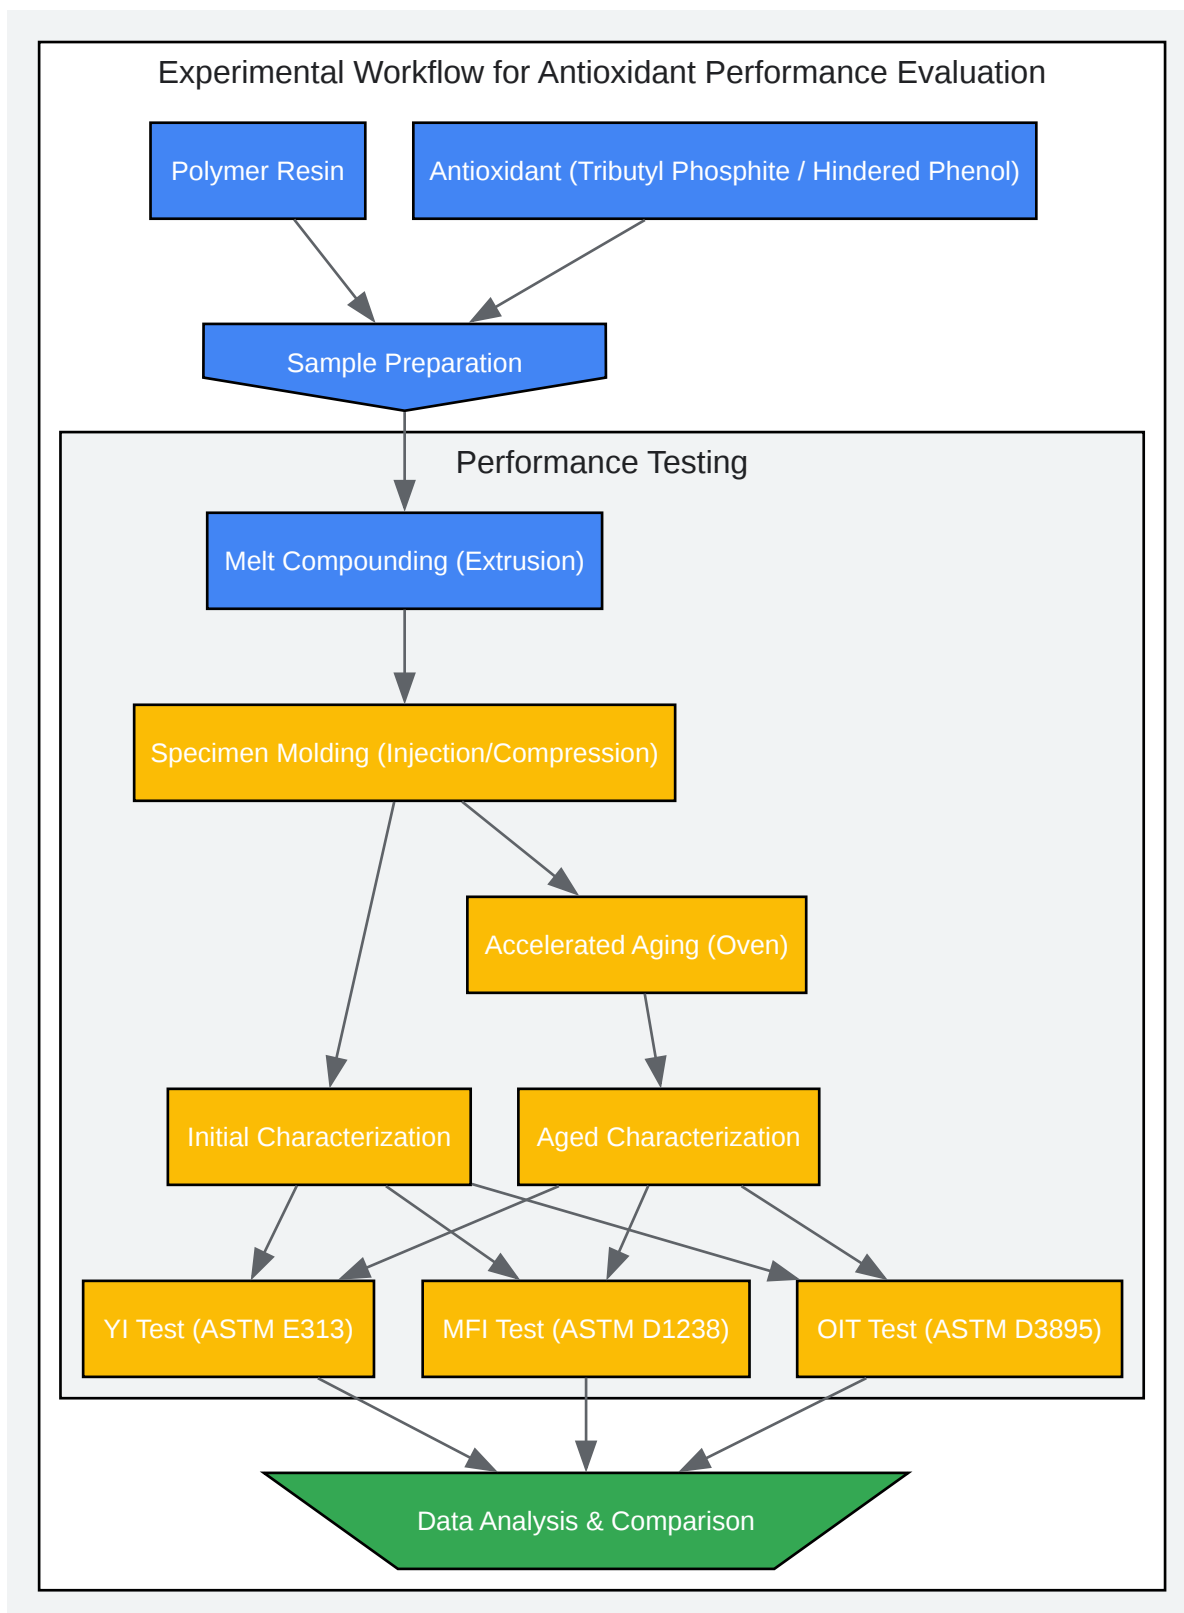 Experimental Workflow for Antioxidant Performance Evaluation
Polymer Resin
Antioxidant (Tributyl Phosphite / Hindered Phenol)
Sample Preparation
Performance Testing
Melt Compounding (Extrusion)
Specimen Molding (Injection/Compression)
Accelerated Aging (Oven)
Initial Characterization
Aged Characterization
YI Test (ASTM E313)
MFI Test (ASTM D1238)
OIT Test (ASTM D3895)
Data Analysis & Comparison